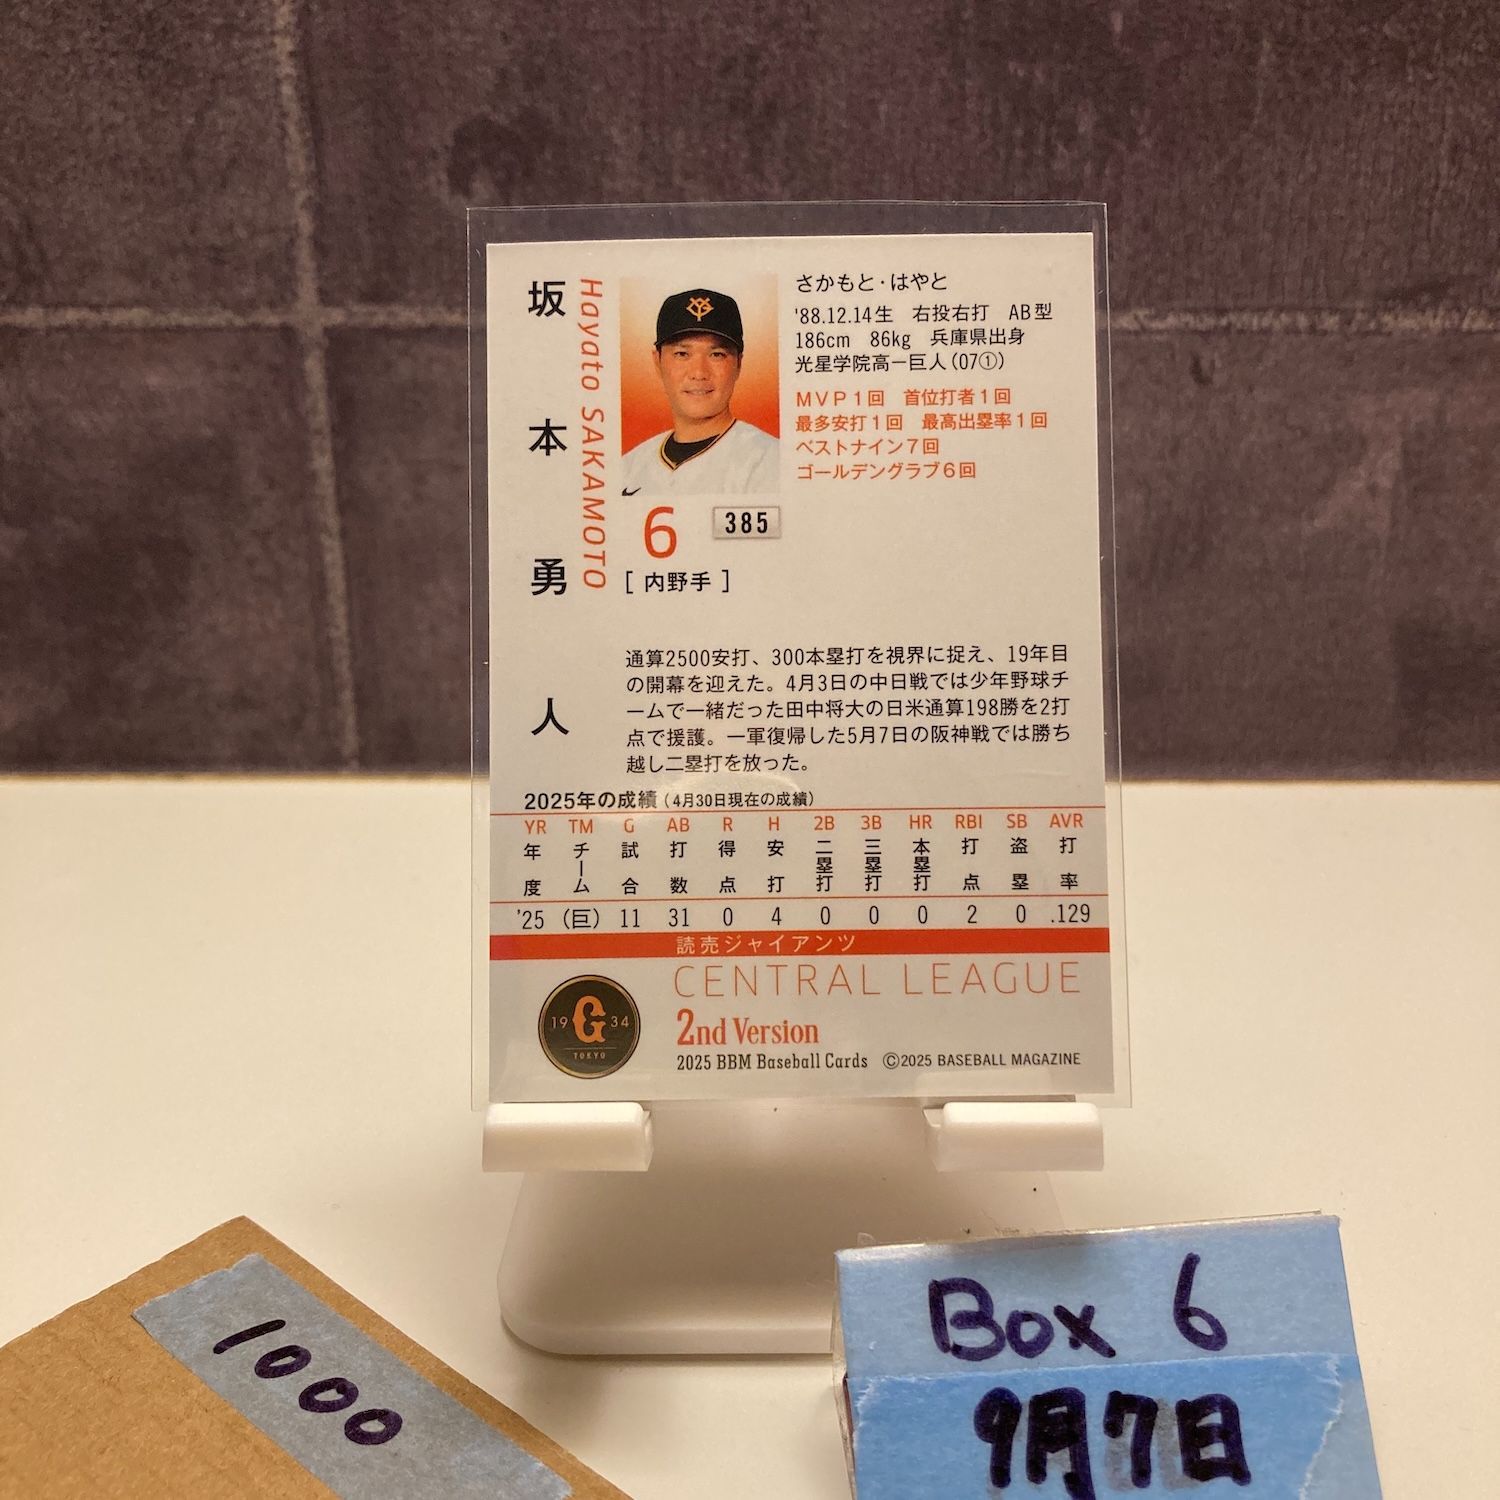 坂本勇人
Hayato SAKAMOTO
さかもと・はやと
'88.12.14生 右投右打 AB型
186cm 86kg 兵庫県出身
光星学院高ー巨人(07①)
MVP1回 首位打者1回
最多安打1回 最高出塁率1回
ベストナイン7回
ゴールデングラブ6回
6
385
[内野手]
通算2500安打、300本塁打を視界に捉え、19年目
の開幕を迎えた。4月3日の中日戦では少年野球チ
ームで一緒だった田中将大の日米通算198勝を2打
点で援護。一軍復帰した5月7日の阪神戦では勝ち
越し二塁打を放った。
2025年の成績(4月30日現在の成績)
YR TM G AB R H 2B 3B HR RBI SB AVR
年度 チーム 試合 打数 得点 安打 二塁打 三塁打 本塁打 打点 盗塁 打率
'25 (巨) 11 31 0 4 0 0 0 2 0 .129
読売ジャイアンツ
CENTRAL LEAGUE
19 G 34
TOKYO
2nd Version
2025 BBM Baseball Cards ©2025 BASEBALL MAGAZINE
1000
Box 6
9月7日